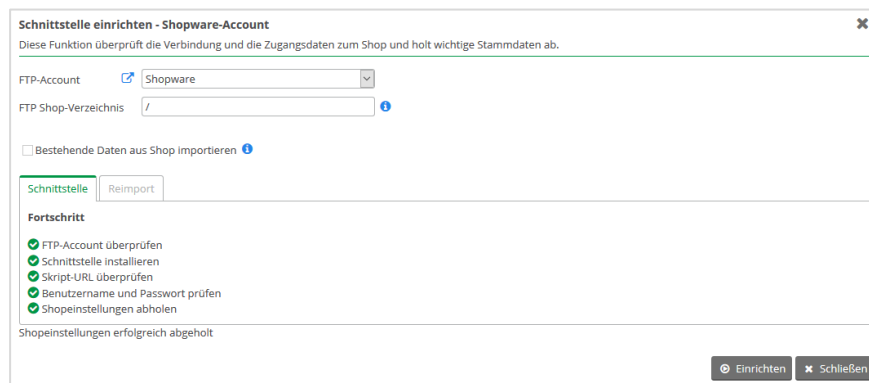 Schnittstelle einrichten - Shopware-Account
Diese Funktion überprüft die Verbindung und die Zugangsdaten zum Shop und holt wichtige Stammdaten ab.
FTP-Account Shopware
FTP Shop-Verzeichnis /
Bestehende Daten aus Shop importieren
Schnittstelle Reimport
Fortschritt
FTP-Account überprüfen
Schnittstelle installieren
Skript-URL überprüfen
Benutzername und Passwort prüfen
Shopeinstellungen abholen
Shopeinstellungen erfolgreich abgeholt
Einrichten Schließen